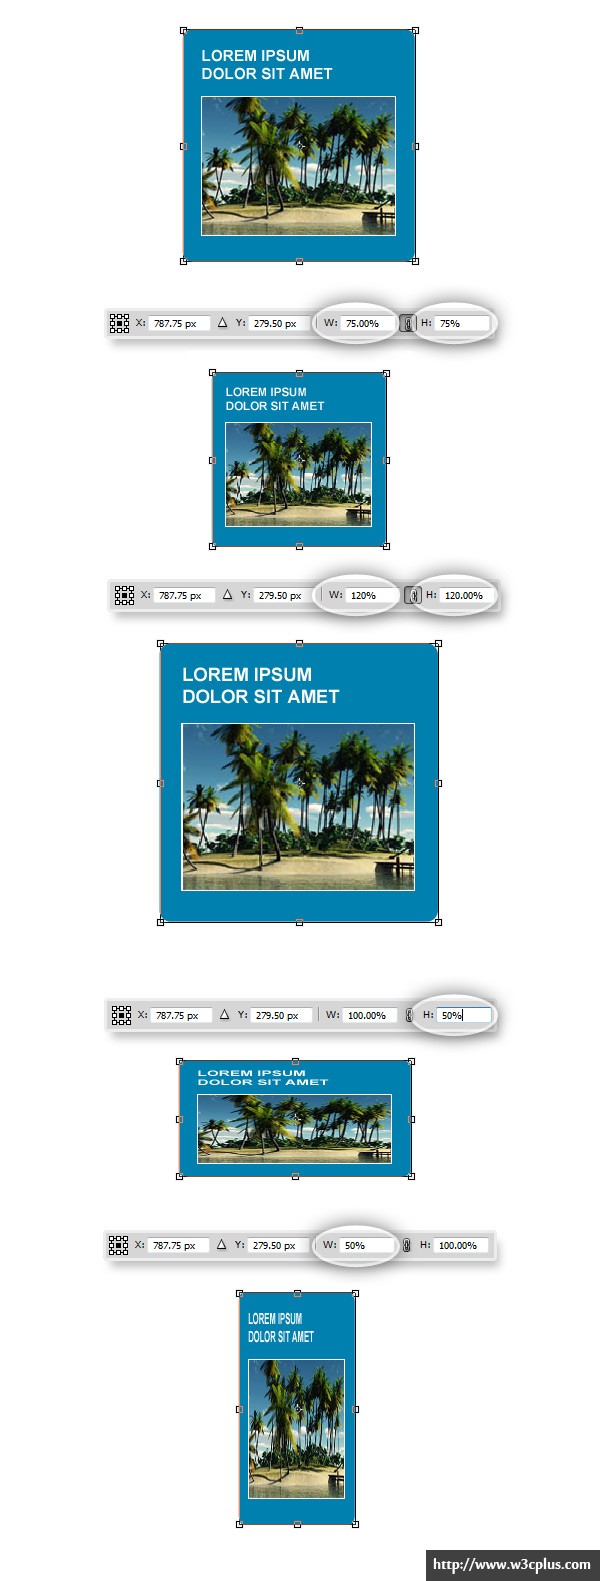 LOREM IPSUM
DOLOR SIT AMET
X: 787.75 px Y: 279.50 px W: 75.00% H: 75%
LOREM IPSUM
DOLOR SIT AMET
X: 787.75 px Y: 279.50 px W: 120% H: 120.00%
LOREM IPSUM
DOLOR SIT AMET
X: 787.75 px Y: 279.50 px W: 100.00% H: 50%
LOREM IPSUM
DOLOR SIT AMET
X: 787.75 px Y: 279.50 px W: 50% H: 100.00%
LOREM IPSUM
DOLOR SIT AMET
http://www.w3cplus.com